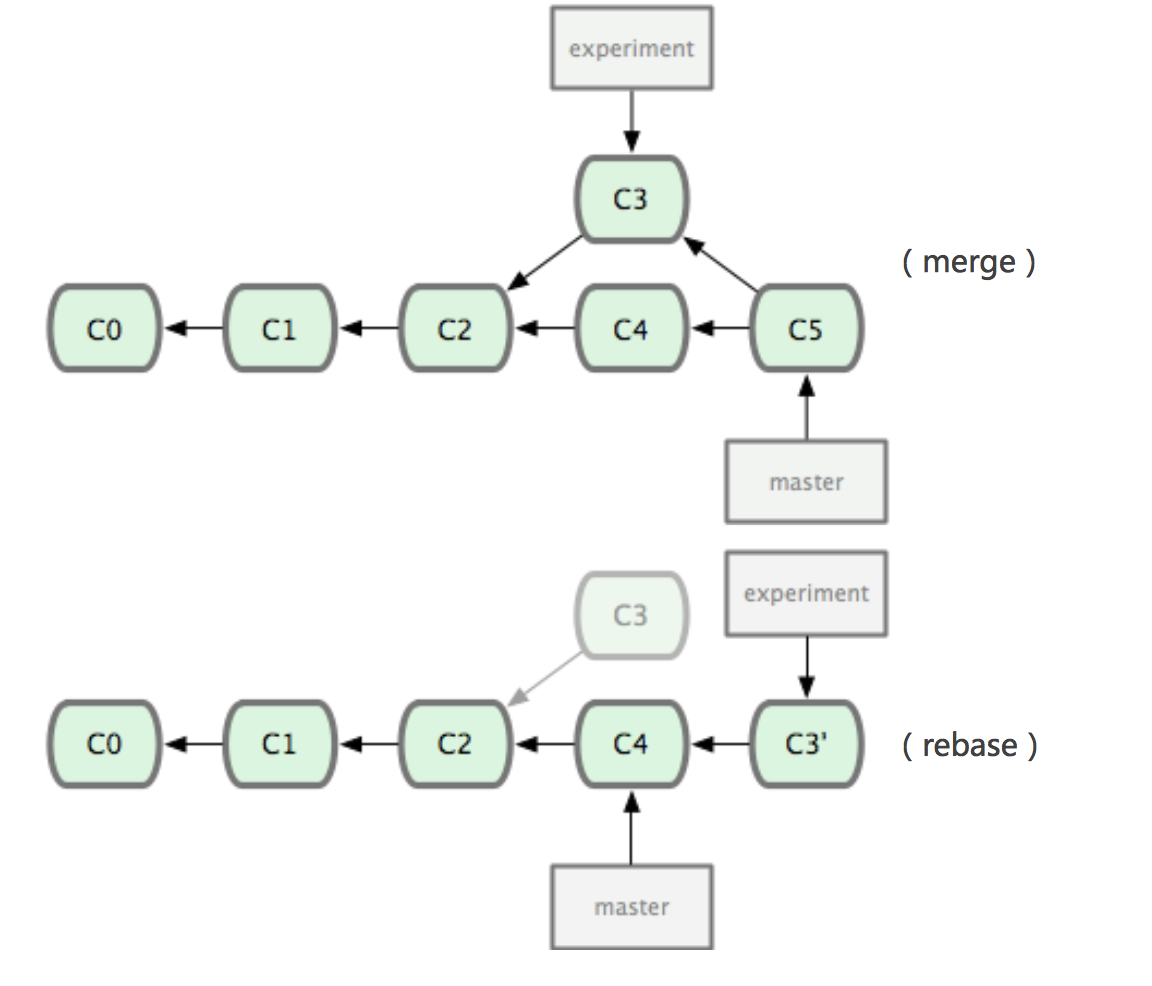 experiment
C3
( merge )
C0 C1 C2 C4 C5
master
experiment
C3
C0 C1 C2 C4 C3' ( rebase )
master